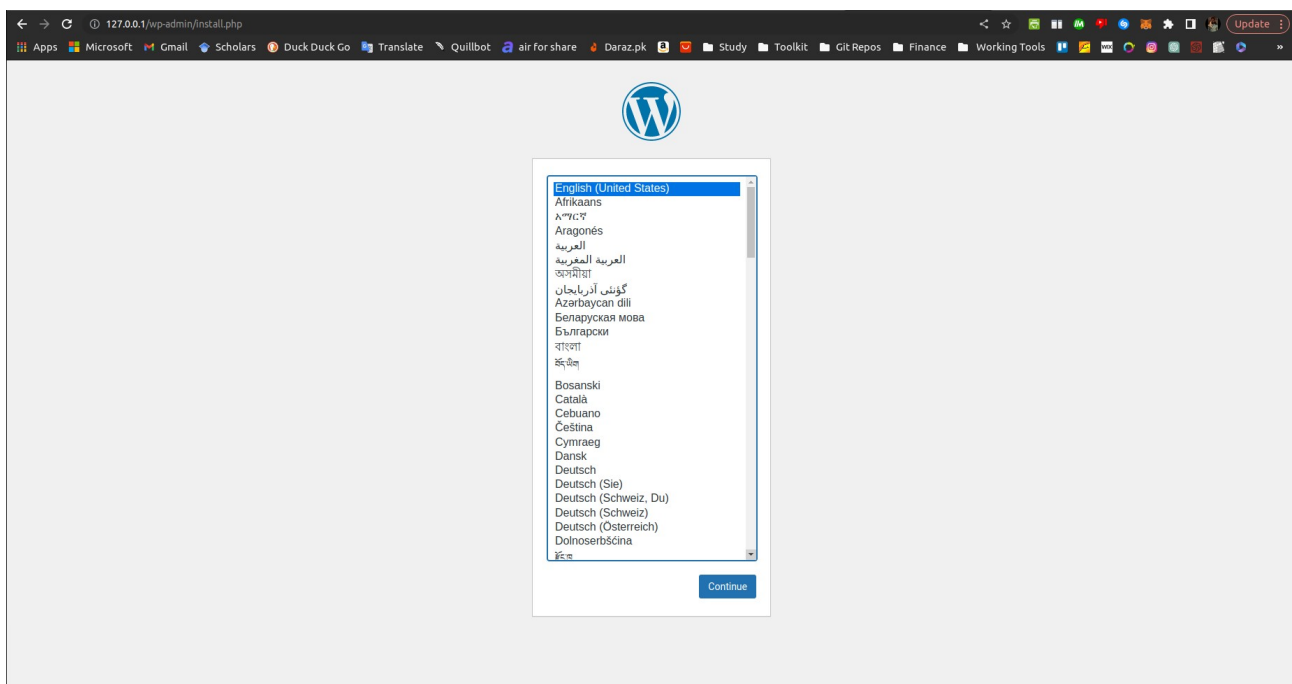 127.0.0.1/wp-admin/install.php
Update
Apps Microsoft Gmail Scholars Duck Duck Go Translate Quillbot air for share Daraz.pk Study Toolkit Git Repos Finance Working Tools WIX »
English (United States)
Afrikaans
አማርኛ
Aragonés
العربية
العربية المغربية
অসমীয়া
گؤنئی آذربایجان
Azərbaycan dili
Беларуская мова
Български
বাংলা
བོད་ཡིག
Bosanski
Català
Cebuano
Čeština
Cymraeg
Dansk
Deutsch
Deutsch (Sie)
Deutsch (Schweiz, Du)
Deutsch (Schweiz)
Deutsch (Österreich)
Dolnoserbšćina
རྫོང་ཁ
Continue